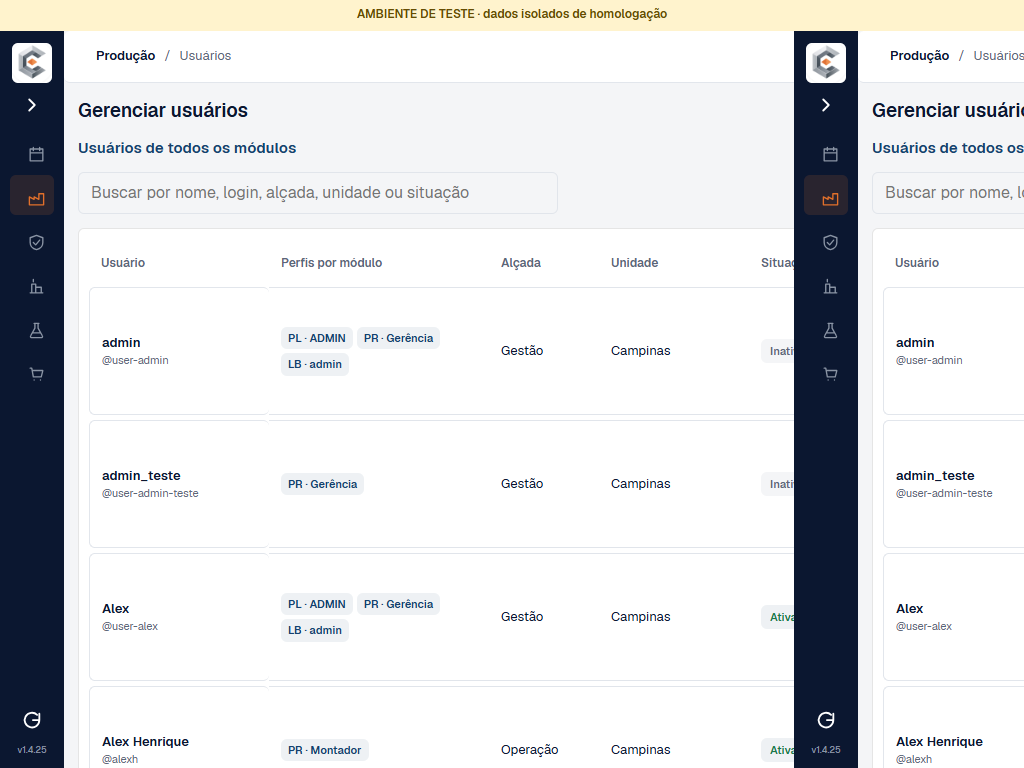 AMBIENTE DE TESTE · dados isolados de homologação
Produção / Usuários
Gerenciar usuários
Usuários de todos os módulos
Buscar por nome, login, alçada, unidade ou situação
Usuário Perfis por módulo Alçada Unidade
admin
@user-admin
PL · ADMIN PR · Gerência
LB · admin
Gestão Campinas
admin_teste
@user-admin-teste
PR · Gerência
Gestão Campinas
Alex
@user-alex
PL · ADMIN PR · Gerência
LB · admin
Gestão Campinas
Alex Henrique
@alexh
PR · Montador
Operação Campinas
v1.4.25
Produção / Usuários
Gerenciar
Usuários de todos os
Buscar por nome,
Usuário
admin
@user-admin
admin_teste
@user-admin-teste
Alex
@user-alex
Alex Henrique
@alexh
v1.4.25